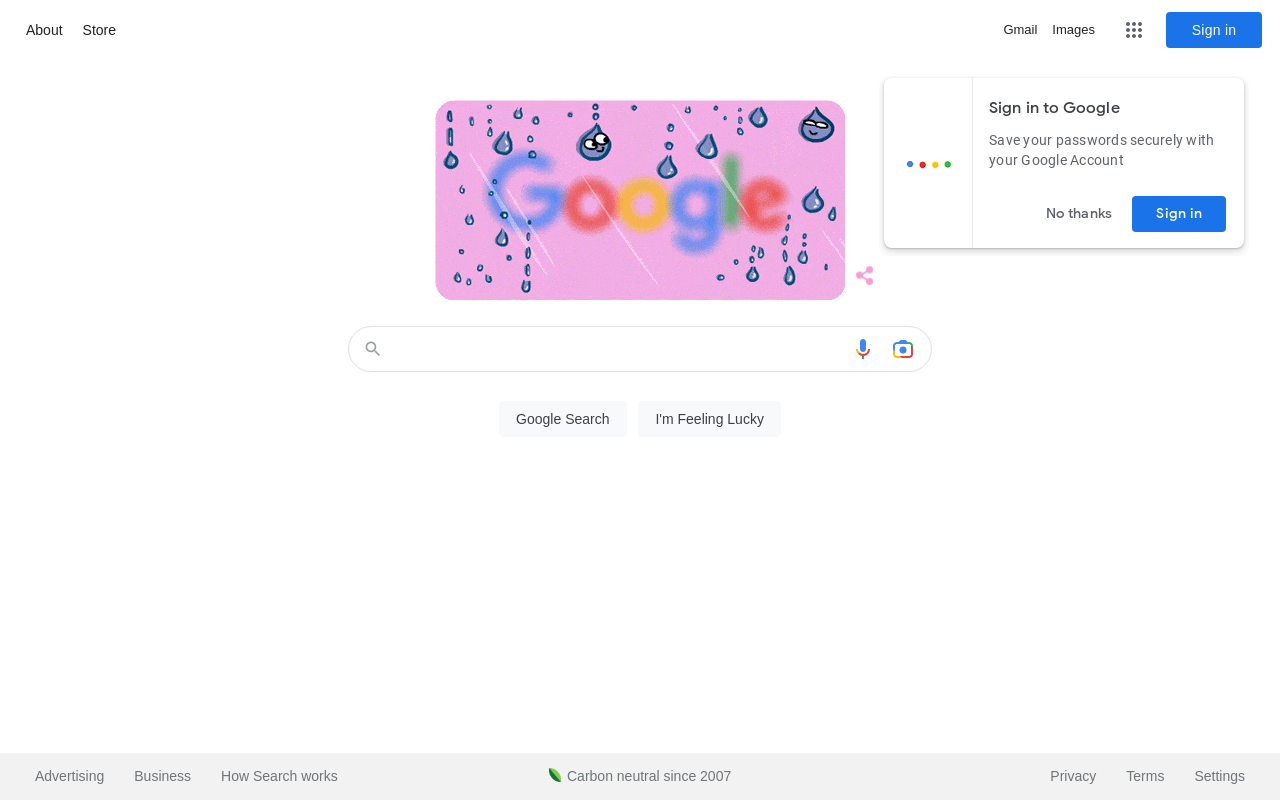 About Store
Gmail Images
Sign in
Google
Sign in to Google
Save your passwords securely with
your Google Account
No thanks
Sign in
Google Search
I'm Feeling Lucky
Advertising Business How Search works
Carbon neutral since 2007
Privacy Terms Settings